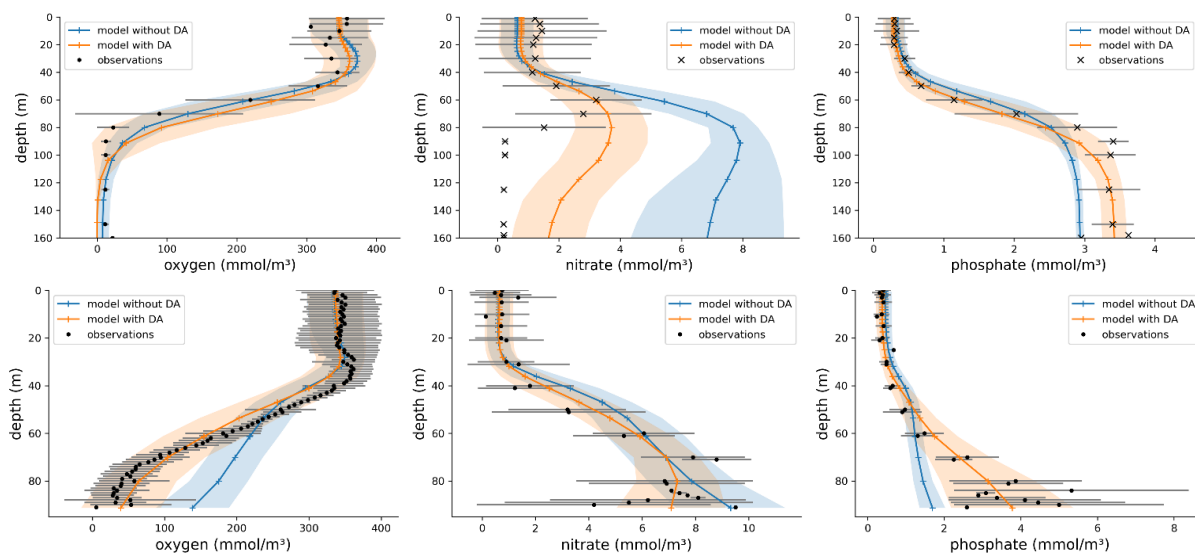 0
20
40
60
80
100
120
140
160
depth (m)
0
100
200
300
400
oxygen (mmol/m³)
model without DA
model with DA
observations
0
20
40
60
80
100
120
140
160
depth (m)
0
2
4
6
8
nitrate (mmol/m³)
model without DA
model with DA
observations
0
20
40
60
80
100
120
140
160
depth (m)
0
1
2
3
4
phosphate (mmol/m³)
model without DA
model with DA
observations
0
20
40
60
80
depth (m)
0
100
200
300
400
oxygen (mmol/m³)
model without DA
model with DA
observations
0
20
40
60
80
depth (m)
0
2
4
6
8
10
nitrate (mmol/m³)
model without DA
model with DA
observations
0
20
40
60
80
depth (m)
0
2
4
6
8
phosphate (mmol/m³)
model without DA
model with DA
observations